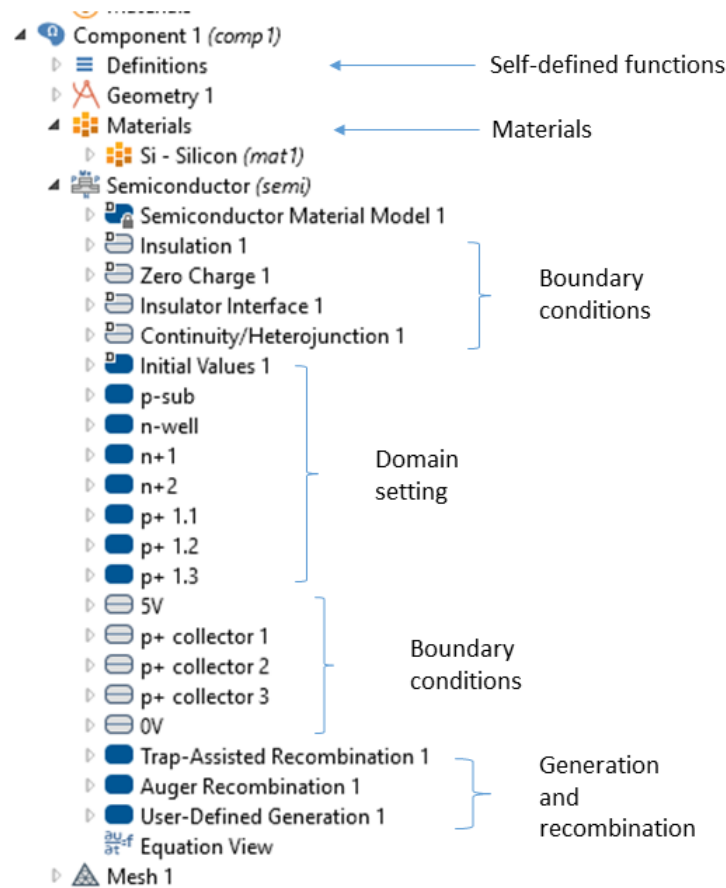 Materials
Component 1 (comp1)
Definitions
Self-defined functions
Geometry 1
Materials
Materials
Si - Silicon (mat1)
Semiconductor (semi)
Semiconductor Material Model 1
Insulation 1
Zero Charge 1
Insulator Interface 1
Continuity/Heterojunction 1
Boundary
conditions
Initial Values 1
p-sub
n-well
n+1
n+2
p+ 1.1
p+ 1.2
p+ 1.3
Domain
setting
5V
p+ collector 1
p+ collector 2
p+ collector 3
0V
Boundary
conditions
Trap-Assisted Recombination 1
Auger Recombination 1
User-Defined Generation 1
Generation
and
recombination
Equation View
Mesh 1